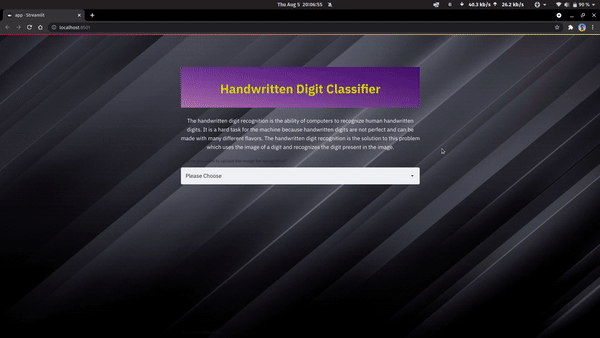 Thu Aug 5 20:06:55
40.3 kb/s
26.2 kb/s
90 %
app · Streamlit
localhost:8501
Handwritten Digit Classifier
The handwritten digit recognition is the ability of computers to recognize human handwritten
digits. It is a hard task for the machine because handwritten digits are not perfect and can be
made with many different flavors. The handwritten digit recognition is the solution to this problem
which uses the image of a digit and recognizes the digit present in the image.
Please Choose